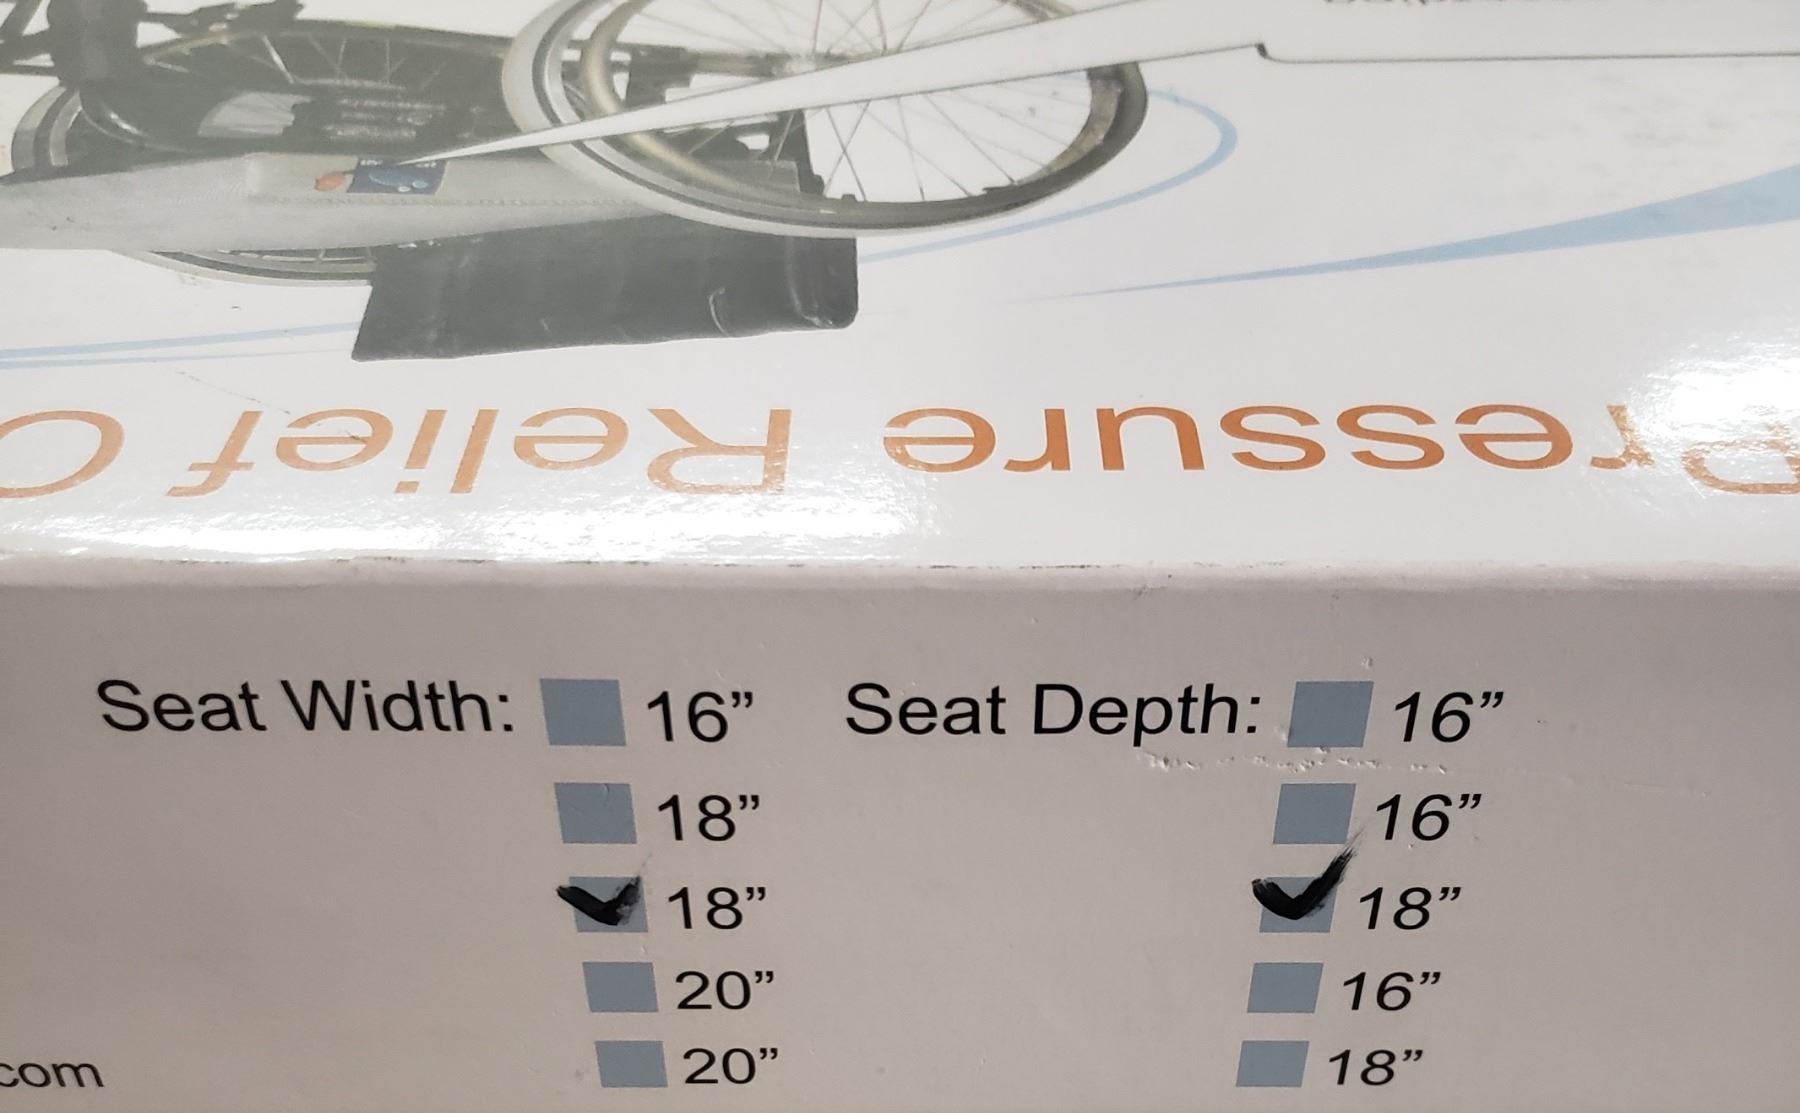 Pressure Relief C
Seat Width: 16” Seat Depth: 16”
18” 16”
18” 18”
20” 16”
20” 18”
com